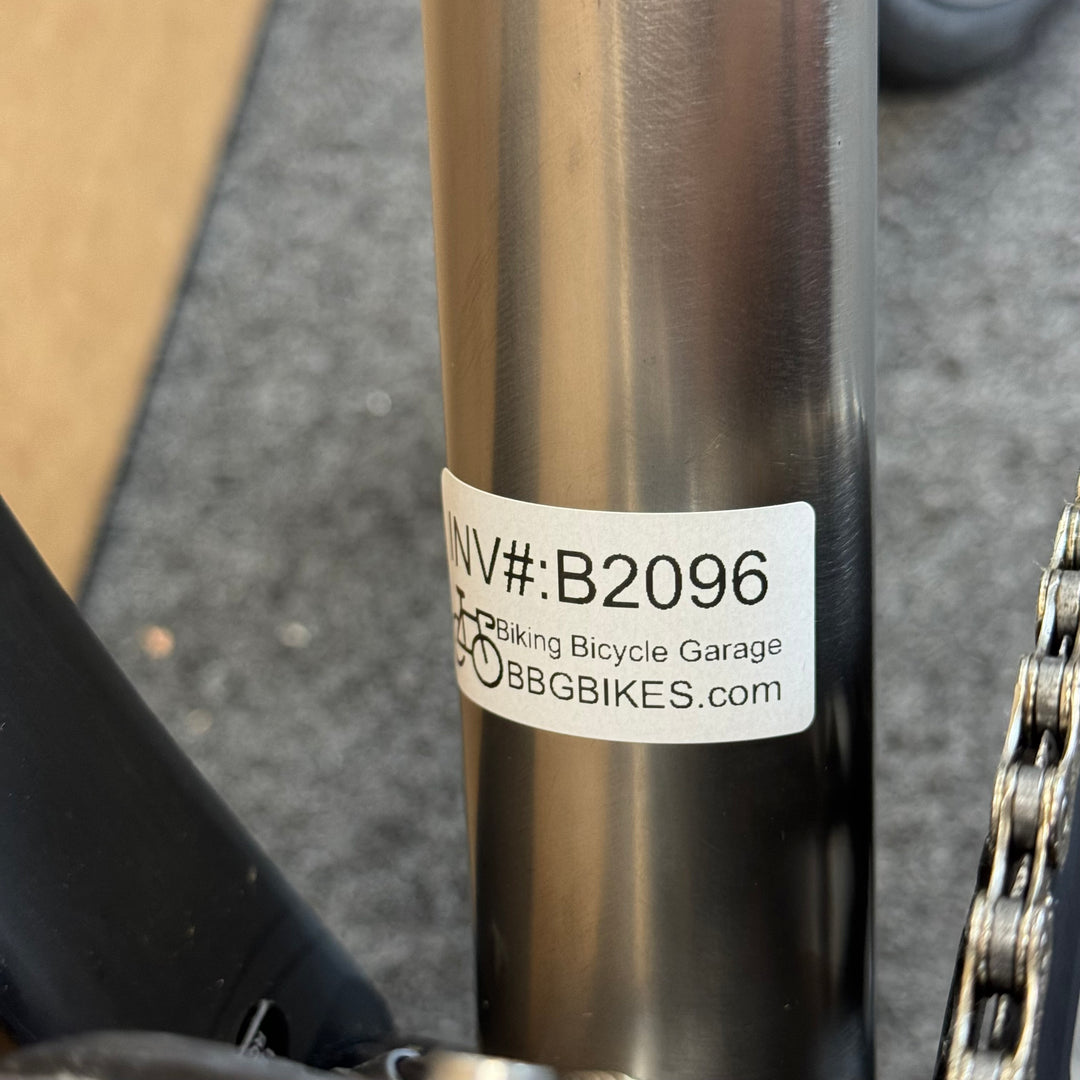 INV#:B2096
Biking Bicycle Garage
BBGBIKES.com